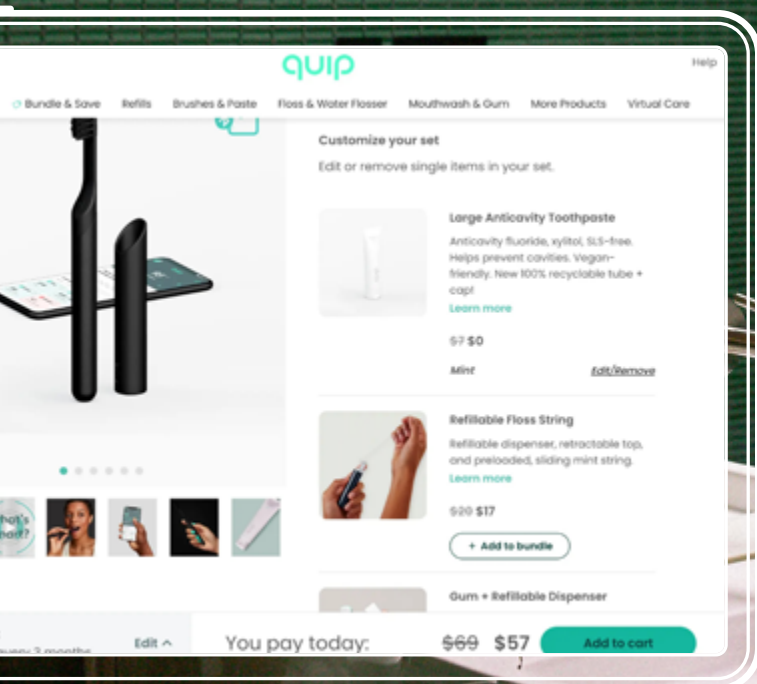 quip
Help
Bundle & Save Refills Brushes & Paste Floss & Water Flosser Mouthwash & Gum More Products Virtual Care
Customize your set
Edit or remove single items in your set.
Large Anticavity Toothpaste
Anticavity fluoride, xylitol, SLS-free.
Helps prevent cavities. Vegan-
friendly. New 100% recyclable tube +
cap!
Learn more
$7 $0
Mint Edit/Remove
Refillable Floss String
Refillable dispenser, retractable top,
and preloaded, sliding mint string.
Learn more
$20 $17
+ Add to bundle
Gum + Refillable Dispenser
every 3 months
Edit
You pay today: $69 $57 Add to cart